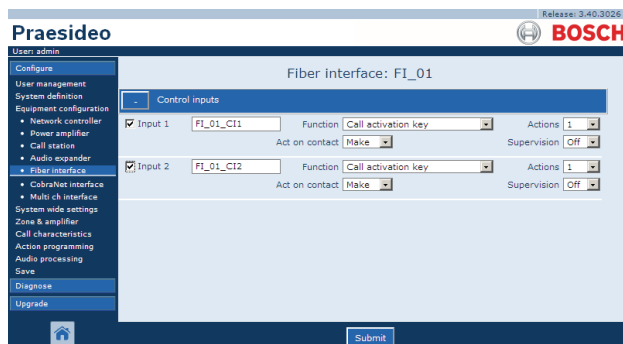 Release: 3.40.3026
Praesideo
BOSCH
User: admin
Configure
User management
System definition
Equipment configuration
• Network controller
• Power amplifier
• Call station
• Audio expander
• Fiber interface
• CobraNet interface
• Multi ch interface
System wide settings
Zone & amplifier
Call characteristics
Action programming
Audio processing
Save
Diagnose
Upgrade
Fiber interface: FI_01
- Control inputs
Input 1 FI_01_CI1 Function Call activation key Actions 1
Act on contact Make Supervision Off
Input 2 FI_01_CI2 Function Call activation key Actions 1
Act on contact Make Supervision Off
Submit